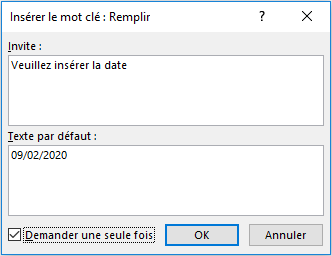 Insérer le mot clé : Remplir
Invite :
Veuillez insérer la date
Texte par défaut :
09/02/2020
Demander une seule fois
OK
Annuler